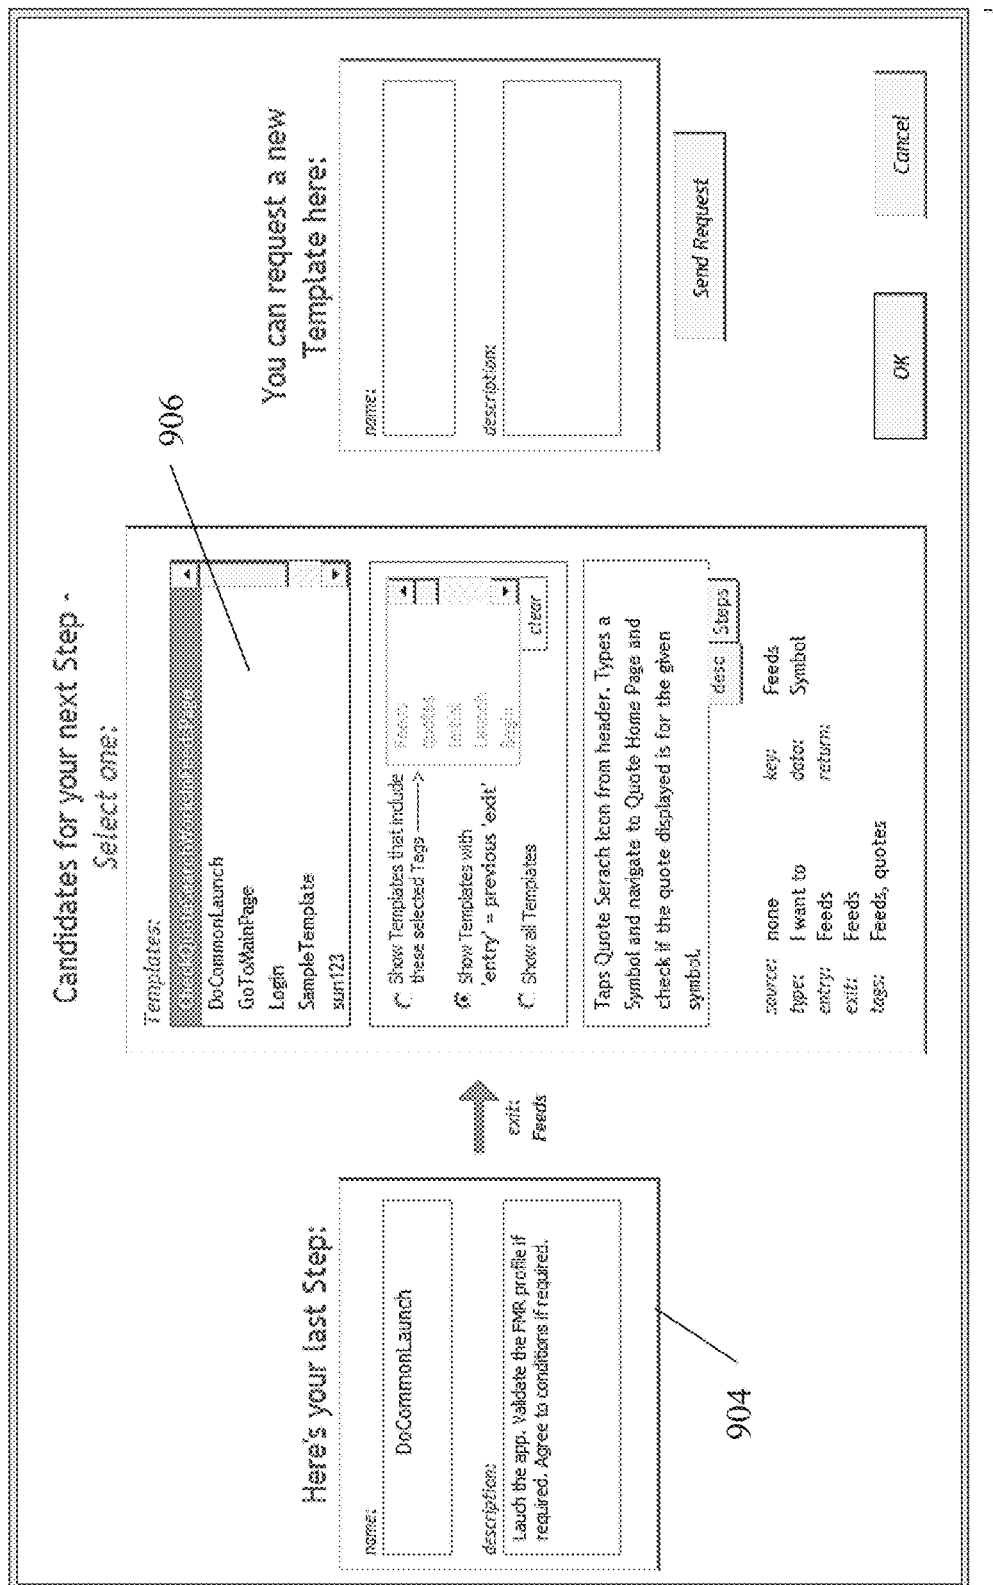 Candidates for your next Step -
Select one:
Here's your last Step:
name:
DoCommonLaunch
description:
Lauch the app. Validate the FMR profile if
required. Agree to conditions if required.
904
exit:
Feeds
Templates:
DoCommonLaunch
GoToMainPage
Login
SampleTemplate
sun123
906
Show Templates that include
these selected Tags -------->
Feeds
quotes
Launch
Login
clear
Show Templates with
'entry' = previous 'exit'
Show all Templates
Taps Quote Serach Icon from header. Types a
Symbol and navigate to Quote Home Page and
check if the quote displayed is for the given
symbol.
desc
Steps
source: none
type: I want to
entry: Feeds
exit: Feeds
tags: Feeds, quotes
key: Feeds
data: Symbol
return:
You can request a new
Template here:
name:
description:
Send Request
OK
Cancel